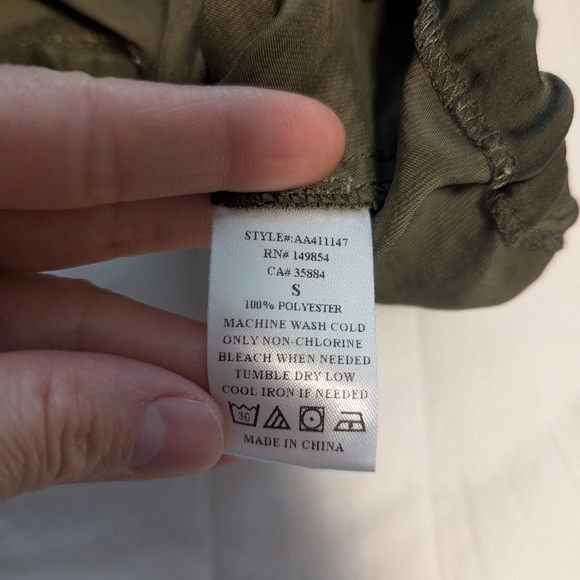 STYLE#:AA411147
RN# 149854
CA# 35884
S
100% POLYESTER
MACHINE WASH COLD
ONLY NON-CHLORINE
BLEACH WHEN NEEDED
TUMBLE DRY LOW
COOL IRON IF NEEDED
30
MADE IN CHINA